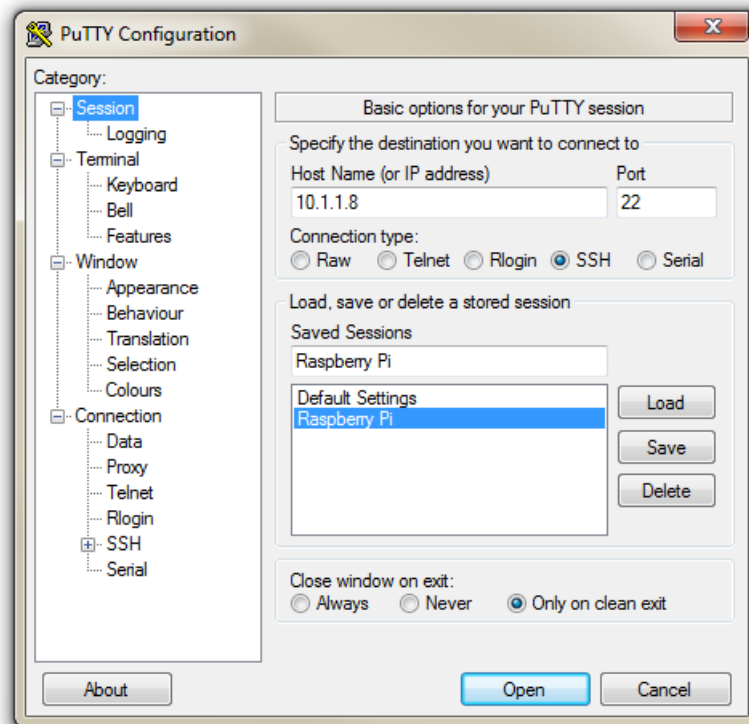 PuTTY Configuration
Category:
Session
Logging
Terminal
Keyboard
Bell
Features
Window
Appearance
Behaviour
Translation
Selection
Colours
Connection
Data
Proxy
Telnet
Rlogin
SSH
Serial
Basic options for your PuTTY session
Specify the destination you want to connect to
Host Name (or IP address) Port
10.1.1.8 22
Connection type:
Raw Telnet Rlogin SSH Serial
Load, save or delete a stored session
Saved Sessions
Raspberry Pi
Default Settings
Raspberry Pi
Load
Save
Delete
Close window on exit:
Always Never Only on clean exit
About Open Cancel